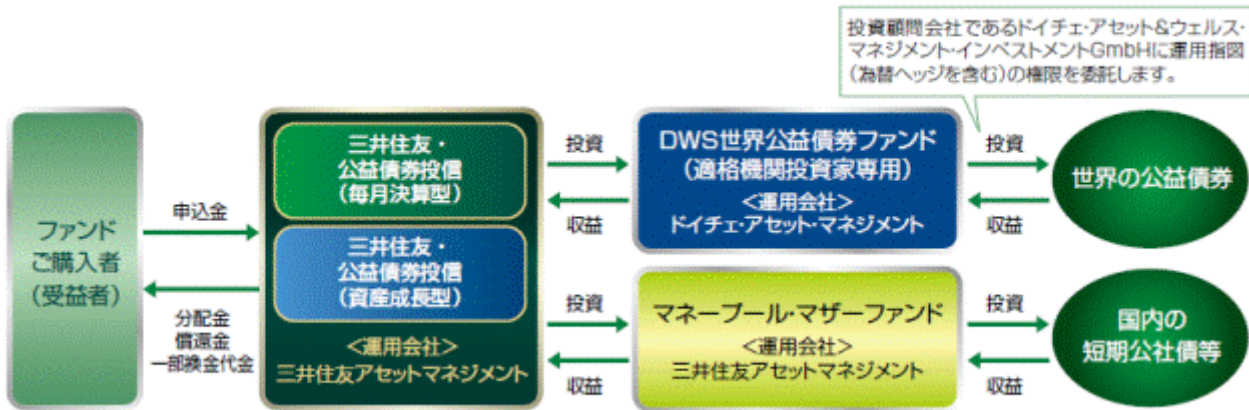 投資顧問会社であるドイチェ・アセット&ウェルス・
マネジメント・インベストメントGmbHに運用指図
(為替ヘッジを含む)の権限を委託します。
ファンド
ご購入者
(受益者)
申込金
分配金
償還金
一部換金代金
三井住友・
公益債券投信
(毎月決算型)
三井住友・
公益債券投信
(資産成長型)
<運用会社>
三井住友アセットマネジメント
投資
収益
投資
収益
DWS世界公益債券ファンド
(適格機関投資家専用)
<運用会社>
ドイチェ・アセット・マネジメント
マネープール・マザーファンド
<運用会社>
三井住友アセットマネジメント
投資
収益
投資
収益
世界の公益債券
国内の
短期公社債等